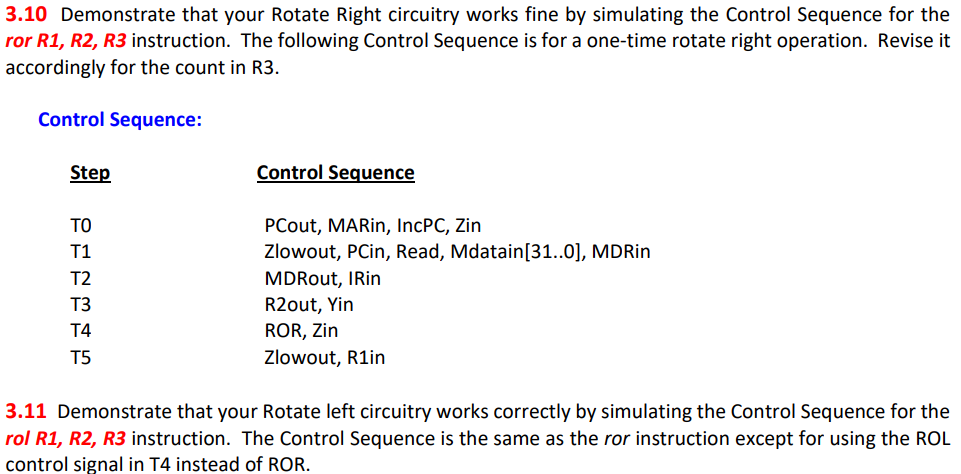 3.10 Demonstrate that your Rotate Right circuitry works fine by simulating the Control Sequence for the
ror R1, R2, R3 instruction. The following Control Sequence is for a one-time rotate right operation. Revise it
accordingly for the count in R3.
Control Sequence:
Step Control Sequence
T0 PCout, MARin, IncPC, Zin
T1 Zlowout, PCin, Read, Mdatain[31..0], MDRin
T2 MDRout, IRin
T3 R2out, Yin
T4 ROR, Zin
T5 Zlowout, R1in
3.11 Demonstrate that your Rotate left circuitry works correctly by simulating the Control Sequence for the
rol R1, R2, R3 instruction. The Control Sequence is the same as the ror instruction except for using the ROL
control signal in T4 instead of ROR.